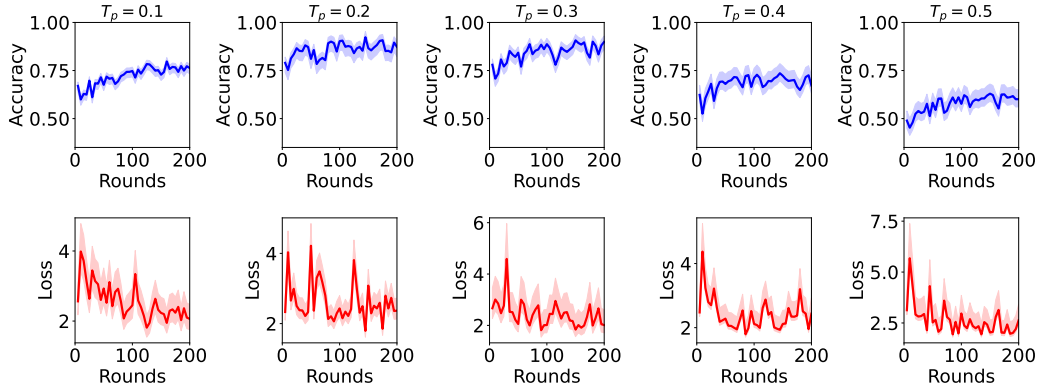 T_p = 0.1
1.00
0.75
0.50
Accuracy
0 100 200
Rounds
T_p = 0.2
1.00
0.75
0.50
Accuracy
0 100 200
Rounds
T_p = 0.3
1.00
0.75
0.50
Accuracy
0 100 200
Rounds
T_p = 0.4
1.00
0.75
0.50
Accuracy
0 100 200
Rounds
T_p = 0.5
1.00
0.75
0.50
Accuracy
0 100 200
Rounds
4
2
Loss
0 100 200
Rounds
4
2
Loss
0 100 200
Rounds
6
4
2
Loss
0 100 200
Rounds
4
2
Loss
0 100 200
Rounds
7.5
5.0
2.5
Loss
0 100 200
Rounds